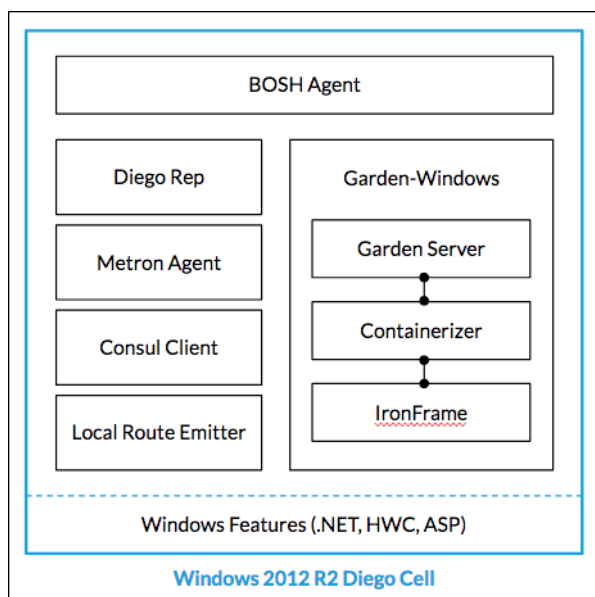 BOSH Agent
Diego Rep
Metron Agent
Consul Client
Local Route Emitter
Garden-Windows
Garden Server
Containerizer
IronFrame
Windows Features (.NET, HWC, ASP)
Windows 2012 R2 Diego Cell